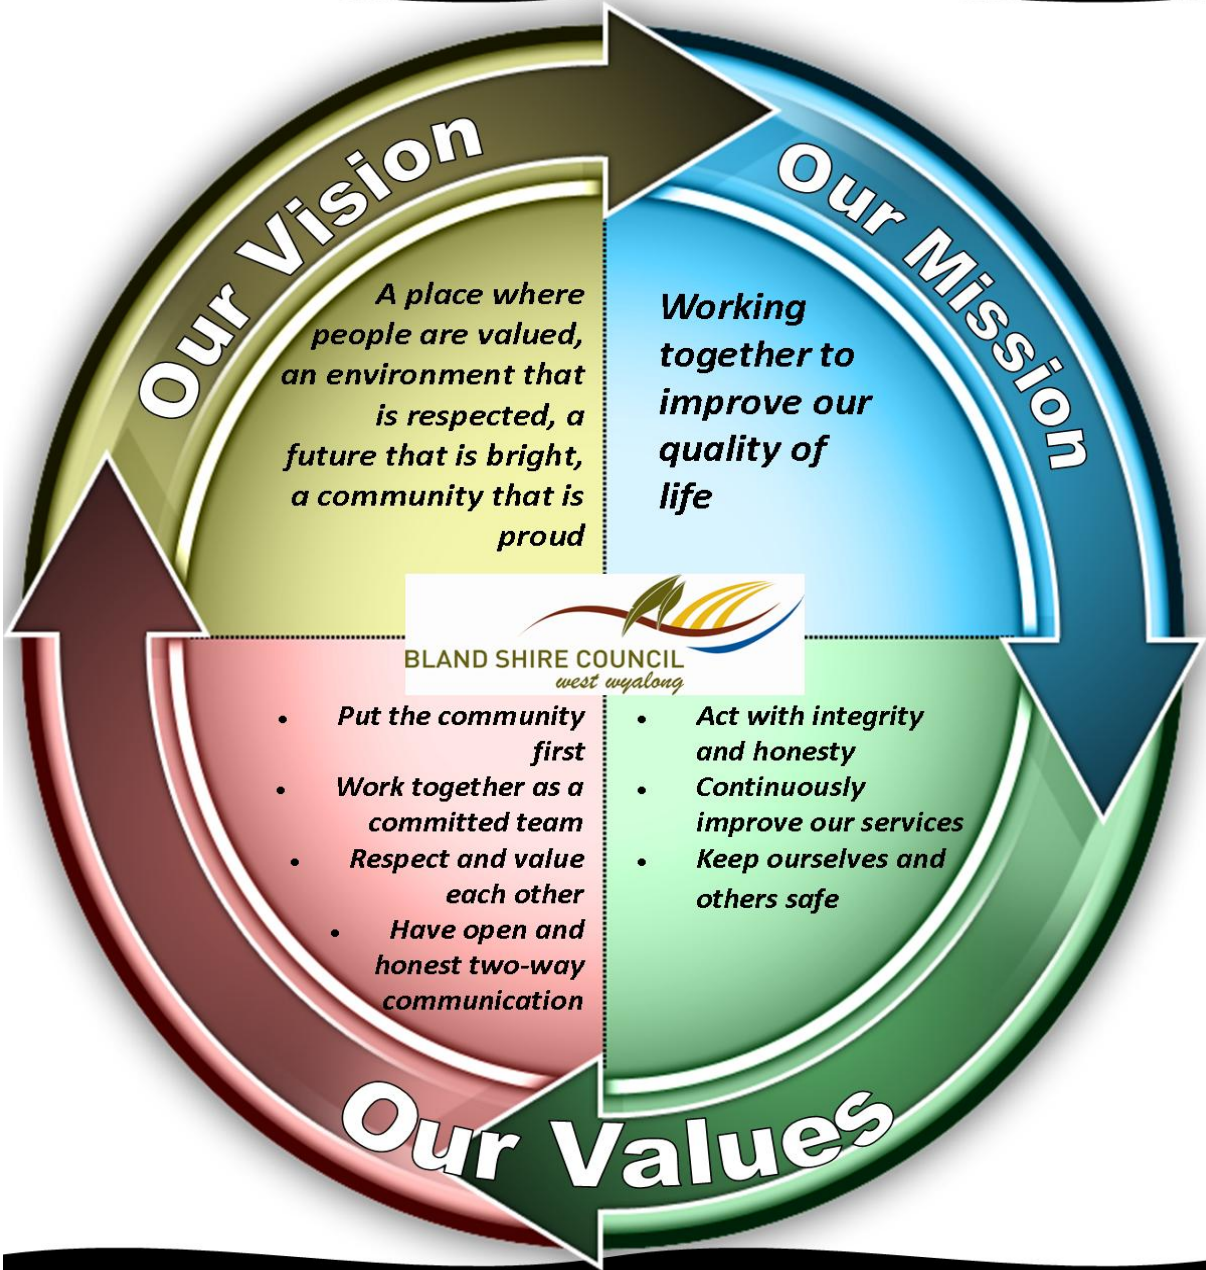 Our Vision
A place where
people are valued,
an environment that
is respected, a
future that is bright,
a community that is
proud
Our Mission
Working
together to
improve our
quality of
life
BLAND SHIRE COUNCIL
west wyalong
• Put the community
first
• Work together as a
committed team
• Respect and value
each other
• Have open and
honest two-way
communication
• Act with integrity
and honesty
• Continuously
improve our services
• Keep ourselves and
others safe
Our Values